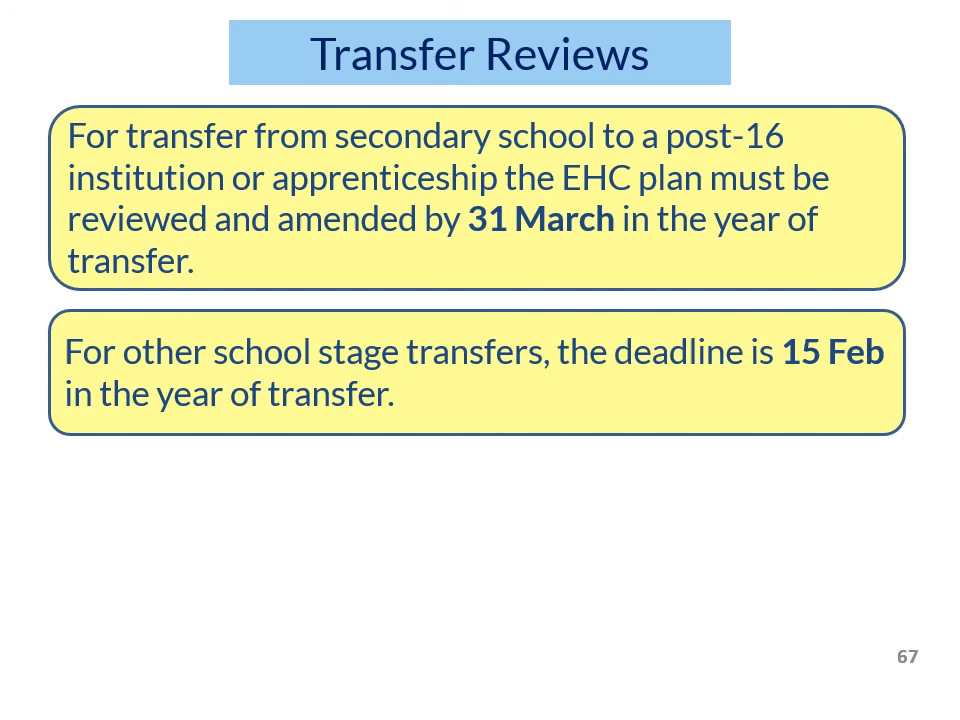 Transfer Reviews
For transfer from secondary school to a post-16
institution or apprenticeship the EHC plan must be
reviewed and amended by 31 March in the year of
transfer.
For other school stage transfers, the deadline is 15 Feb
in the year of transfer.
67